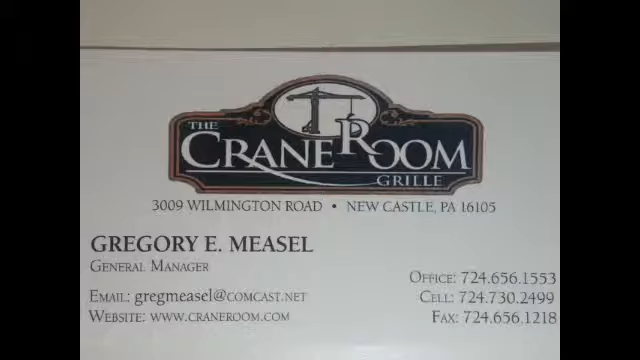 THE
CRANE ROOM
GRILLE
3009 WILMINGTON ROAD • NEW CASTLE, PA 16105
GREGORY E. MEASEL
GENERAL MANAGER
OFFICE: 724.656.1553
EMAIL: gregmeasel@COMCAST.NET
CELL: 724.730.2499
WEBSITE: WWW.CRANEROOM.COM
FAX: 724.656.1218